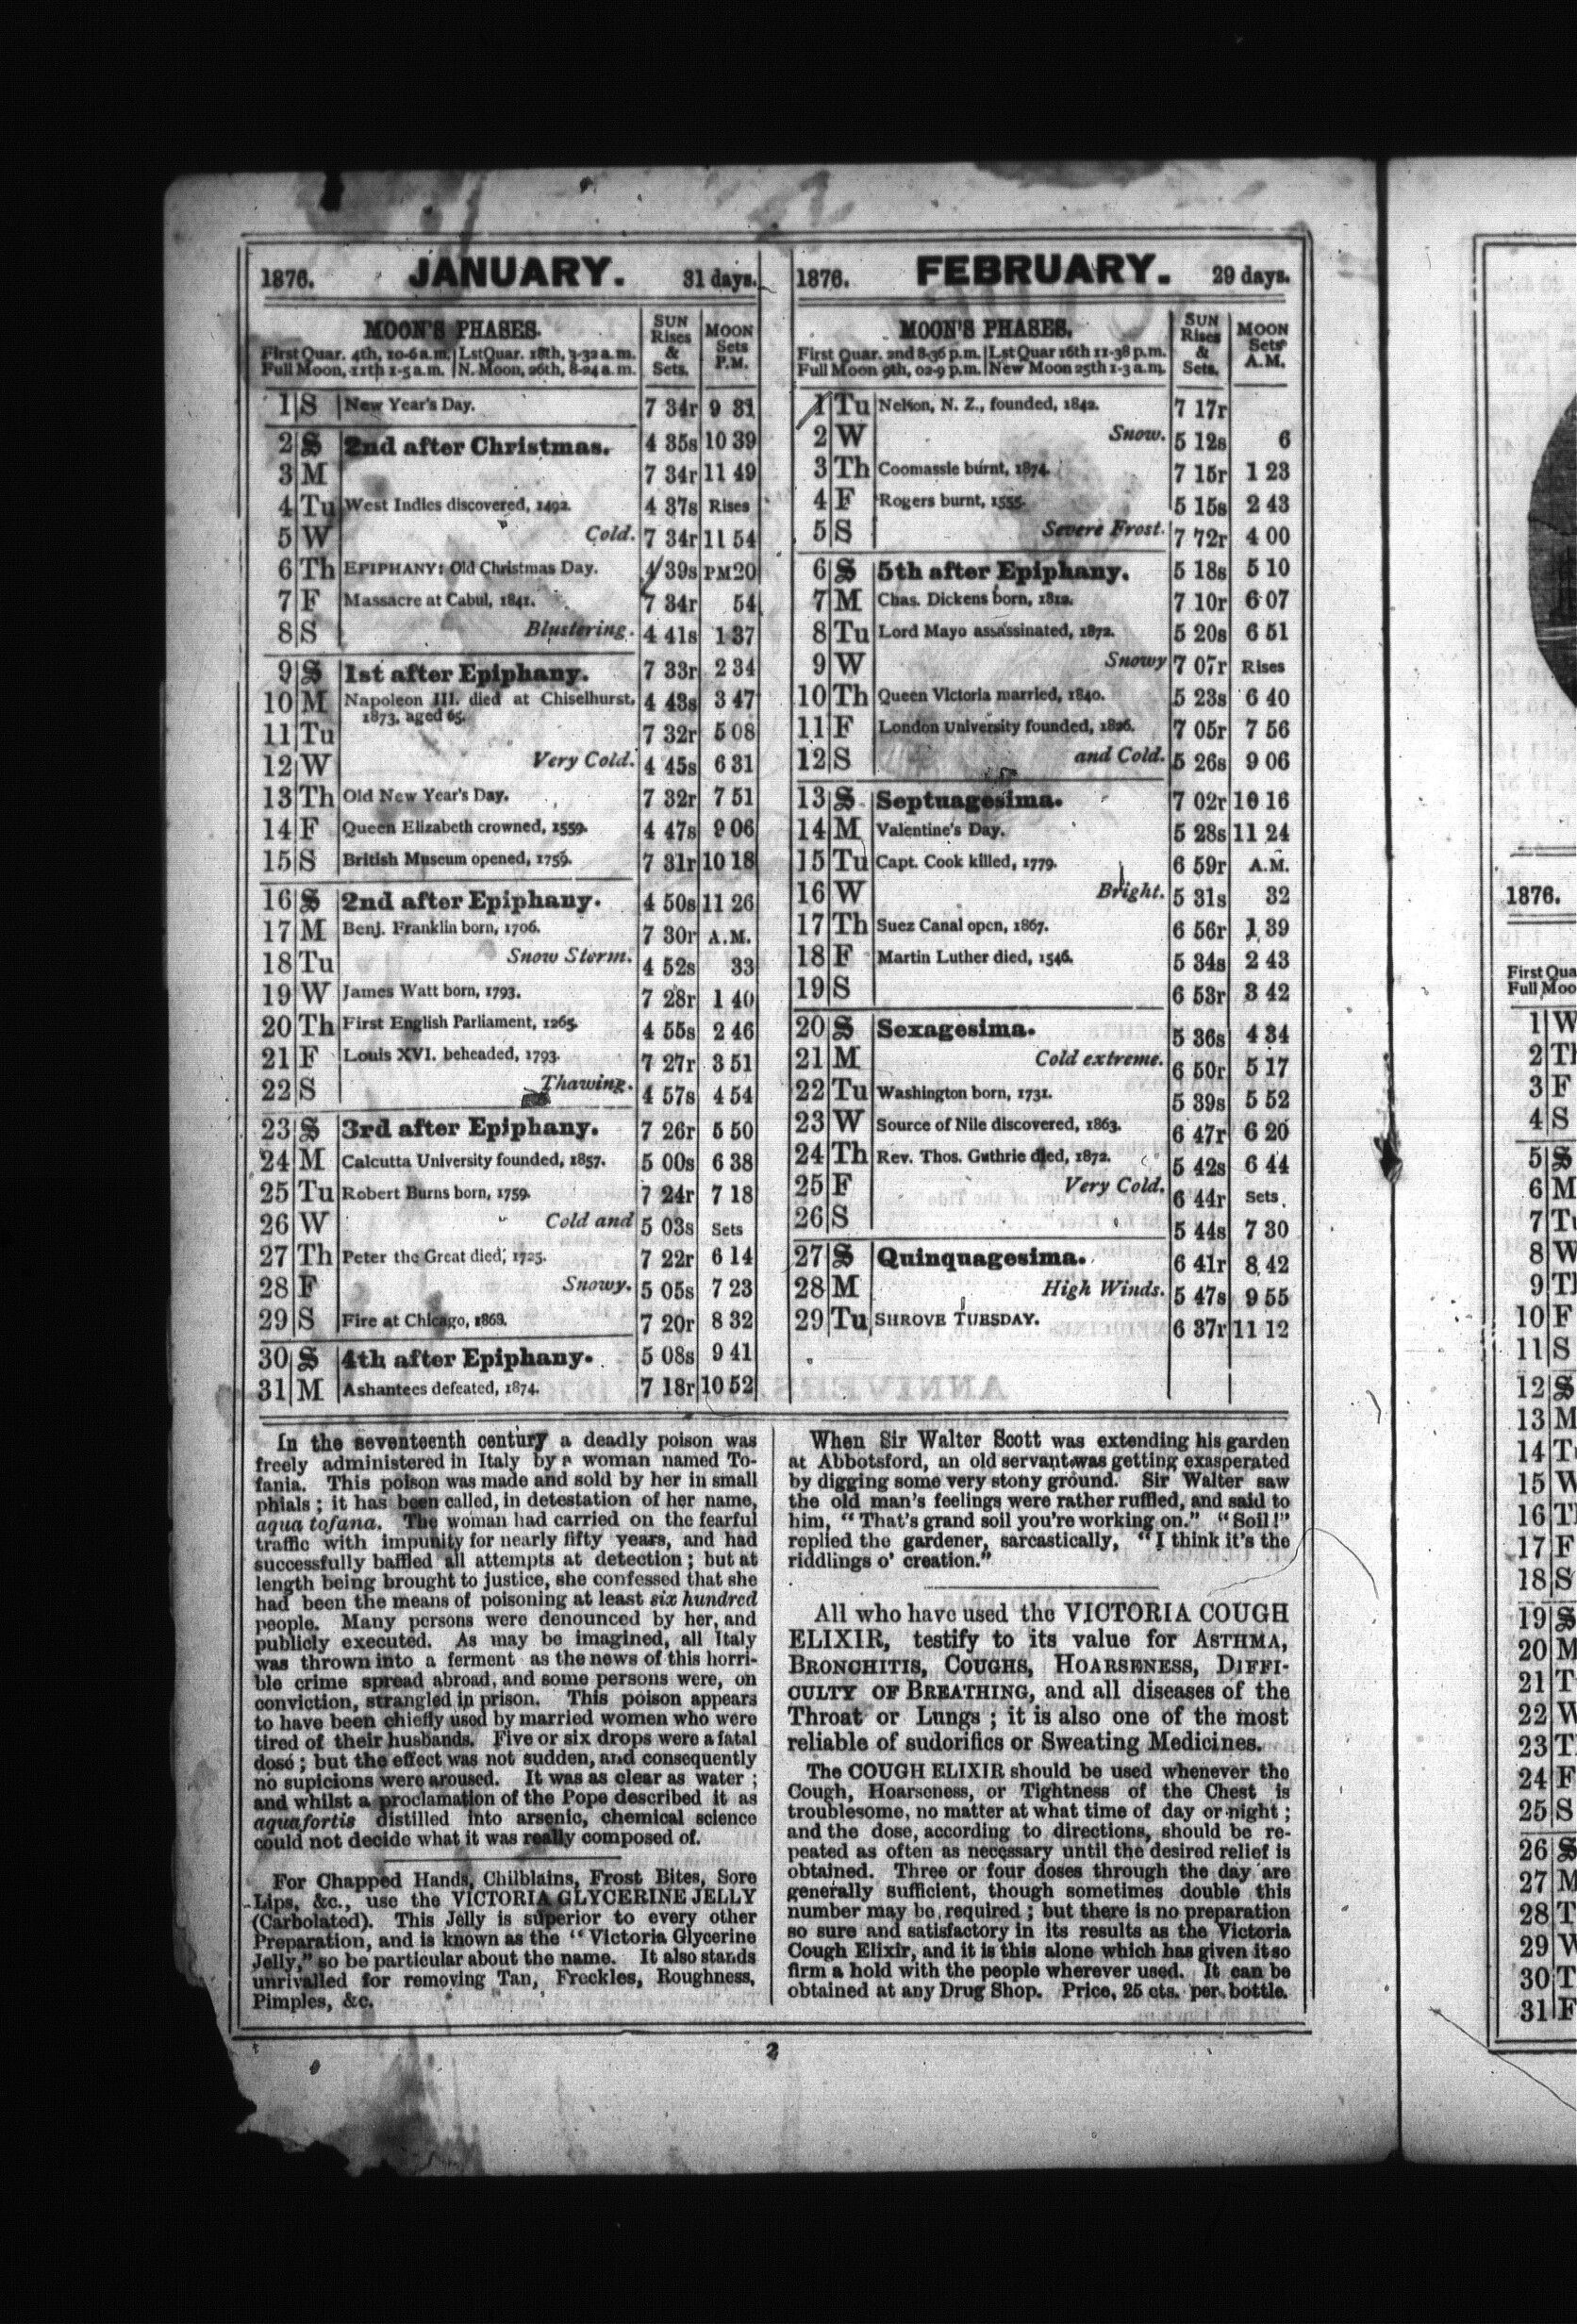 1876. JANUARY. 31 days.
MOON'S PHASES.
First Quar. 4th, 10-6 a.m. Lst Quar. 18th, 3-32 a.m.
Full Moon, 11th 1-5 a.m. N. Moon, 26th, 8-24 a.m.
SUN Rises & Sets.
MOON Sets P.M.
1 S New Year's Day. 7 34r 9 31
2 S 2nd after Christmas. 4 35s 10 39
3 M 7 34r 11 49
4 Tu West Indies discovered, 1492. 4 37s Rises
5 W Cold. 7 34r 11 54
6 Th EPIPHANY: Old Christmas Day. 4 39s PM20
7 F Massacre at Cabul, 1841. 7 34r 54
8 S Blustering. 4 41s 1 37
9 S 1st after Epiphany. 7 33r 2 34
10 M Napoleon III. died at Chiselhurst, 4 43s 3 47
1873, aged 65.
11 Tu 7 32r 5 08
12 W Very Cold. 4 45s 6 31
13 Th Old New Year's Day. 7 32r 7 51
14 F Queen Elizabeth crowned, 1559. 4 47s 9 06
15 S British Museum opened, 1759. 7 31r 10 18
16 S 2nd after Epiphany. 4 50s 11 26
17 M Benj. Franklin born, 1706. 7 30r A.M.
18 Tu Snow Storm. 4 52s 33
19 W James Watt born, 1793. 7 28r 1 40
20 Th First English Parliament, 1265. 4 55s 2 46
21 F Louis XVI. beheaded, 1793. 7 27r 3 51
22 S Thawing. 4 57s 4 54
23 S 3rd after Epiphany. 7 26r 5 50
24 M Calcutta University founded, 1857. 5 00s 6 38
25 Tu Robert Burns born, 1759. 7 24r 7 18
26 W Cold and 5 03s Sets
27 Th Peter the Great died, 1725. 7 22r 6 14
28 F Snowy. 5 05s 7 23
29 S Fire at Chicago, 7 20r 8 32
30 S 4th after Epiphany. 5 08s 9 41
31 M Ashantees defeated, 1874. 7 18r 10 52
In the seventeenth century a deadly poison was
freely administered in Italy by a woman named To-
fania. This poison was made and sold by her in small
phials; it has been called, in detestation of her name,
aqua tofana. The woman had carried on the fearful
traffic with impunity for nearly fifty years, and had
successfully baffled all attempts at detection; but at
length being brought to justice, she confessed that she
had been the means of poisoning at least six hundred
people. Many persons were denounced by her, and
publicly executed. As may be imagined, all Italy
was thrown into a ferment as the news of this horri-
ble crime spread abroad, and some persons were, on
conviction, strangled in prison. This poison appears
to have been chiefly used by married women who were
tired of their husbands. Five or six drops were a fatal
dose; but the effect was not sudden, and consequently
no supicions were aroused. It was as clear as water;
and whilst a proclamation of the Pope described it as
aquafortis distilled into arsenic, chemical science
could not decide what it was really composed of.
For Chapped Hands, Chilblains, Frost Bites, Sore
Lips, &c., use the VICTORIA GLYCERINE JELLY
(Carbolated). This Jelly is superior to every other
Preparation, and is known as the "Victoria Glycerine
Jelly," so be particular about the name. It also stands
unrivalled for removing Tan, Freckles, Roughness,
Pimples, &c.
1876. FEBRUARY. 29 days.
MOON'S PHASES.
First Quar. 2nd 8-36 p.m. Lst Quar 16th 11-38 p.m.
Full Moon 9th, 02-9 p.m. New Moon 25th 1-3 a.m.
SUN Rises & Sets.
MOON Sets A.M.
1 Tu Nelson, N. Z., founded, 1842. 7 17r
2 W Snow. 5 12s 6
3 Th Coomassie burnt, 1874. 7 15r 1 23
4 F Rogers burnt, 1555. 5 15s 2 43
5 S Severe Frost. 7 72r 4 00
6 S 5th after Epiphany. 5 18s 5 10
7 M Chas. Dickens born, 1812. 7 10r 6 07
8 Tu Lord Mayo assassinated, 1872. 5 20s 6 51
9 W Snowy 7 07r Rises
10 Th Queen Victoria married, 1840. 5 23s 6 40
11 F London University founded, 1826. 7 05r 7 56
12 S and Cold. 5 26s 9 06
13 S Septuagesima. 7 02r 10 16
14 M Valentine's Day. 5 28s 11 24
15 Tu Capt. Cook killed, 1779. 6 59r A.M.
16 W Bright. 5 31s 32
17 Th Suez Canal open, 1867. 6 56r 1 39
18 F Martin Luther died, 1546. 5 34s 2 43
19 S 6 53r 3 42
20 S Sexagesima. 5 36s 4 34
21 M Cold extreme. 6 50r 5 17
22 Tu Washington born, 1731. 5 39s 5 52
23 W Source of Nile discovered, 1863. 6 47r 6 20
24 Th Rev. Thos. Guthrie died, 1872. 5 42s 6 44
25 F Very Cold. 6 44r Sets
26 S 5 44s 7 30
27 S Quinquagesima. 6 41r 8 42
28 M High Winds. 5 47s 9 55
29 Tu SHROVE TUESDAY. 6 37r 11 12
When Sir Walter Scott was extending his garden
at Abbotsford, an old servant was getting exasperated
by digging some very stony ground. Sir Walter saw
the old man's feelings were rather ruffled, and said to
him, "That's grand soil you're working on." "Soil!"
replied the gardener, sarcastically, "I think it's the
riddlings o' creation."
All who have used the VICTORIA COUGH
ELIXIR, testify to its value for ASTHMA,
BRONCHITIS, COUGHS, HOARSENESS, DIFFI-
CULTY OF BREATHING, and all diseases of the
Throat or Lungs; it is also one of the most
reliable of sudorifics or Sweating Medicines.
The COUGH ELIXIR should be used whenever the
Cough, Hoarseness, or Tightness of the Chest is
troublesome, no matter at what time of day or night;
and the dose, according to directions, should be re-
peated as often as necessary until the desired relief is
obtained. Three or four doses through the day are
generally sufficient, though sometimes double this
number may be required; but there is no preparation
so sure and satisfactory in its results as the Victoria
Cough Elixir, and it is this alone which has given it so
firm a hold with the people wherever used. It can be
obtained at any Drug Shop. Price, 25 cts. per bottle.
2
1876.
First Qua
Full Moo
1 W
2 Th
3 F
4 S
5 S
6 M
7 Tu
8 W
9 Th
10 F
11 S
12 S
13 M
14 Tu
15 W
16 Th
17 F
18 S
19 S
20 M
21 T
22 W
23 T
24 F
25 S
26 S
27 M
28 T
29 W
30 T
31 F